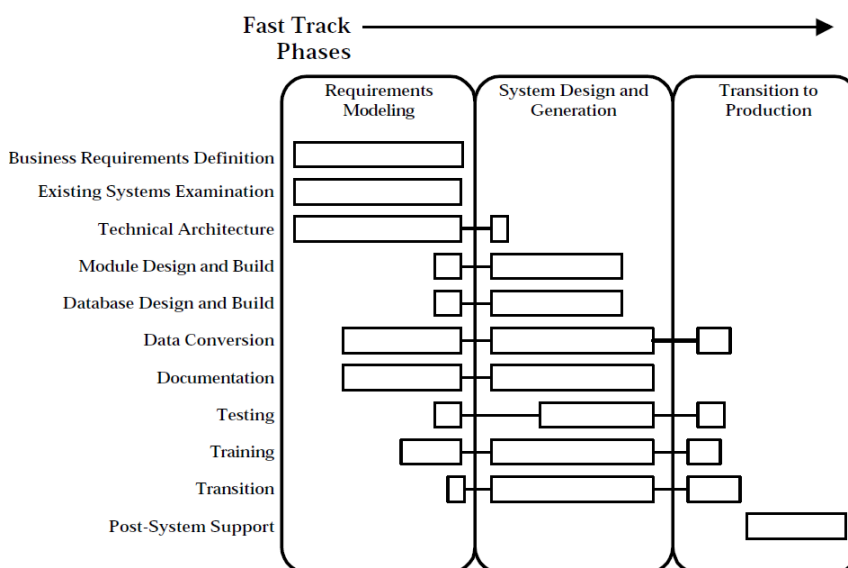 Fast Track
Phases
Requirements
Modeling
System Design and
Generation
Transition to
Production
Business Requirements Definition
Existing Systems Examination
Technical Architecture
Module Design and Build
Database Design and Build
Data Conversion
Documentation
Testing
Training
Transition
Post-System Support